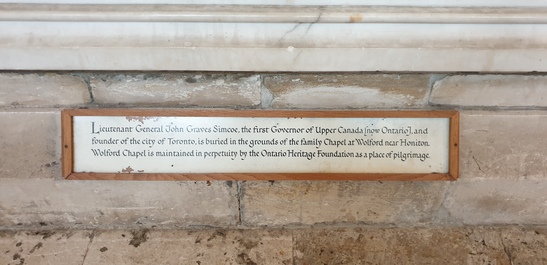 Lieutenant General John Graves Simcoe, the first Governor of Upper Canada [now Ontario], and
founder of the city of Toronto, is buried in the grounds of the family Chapel at Wolford near Honiton.
Wolford Chapel is maintained in perpetuity by the Ontario Heritage Foundation as a place of pilgrimage.